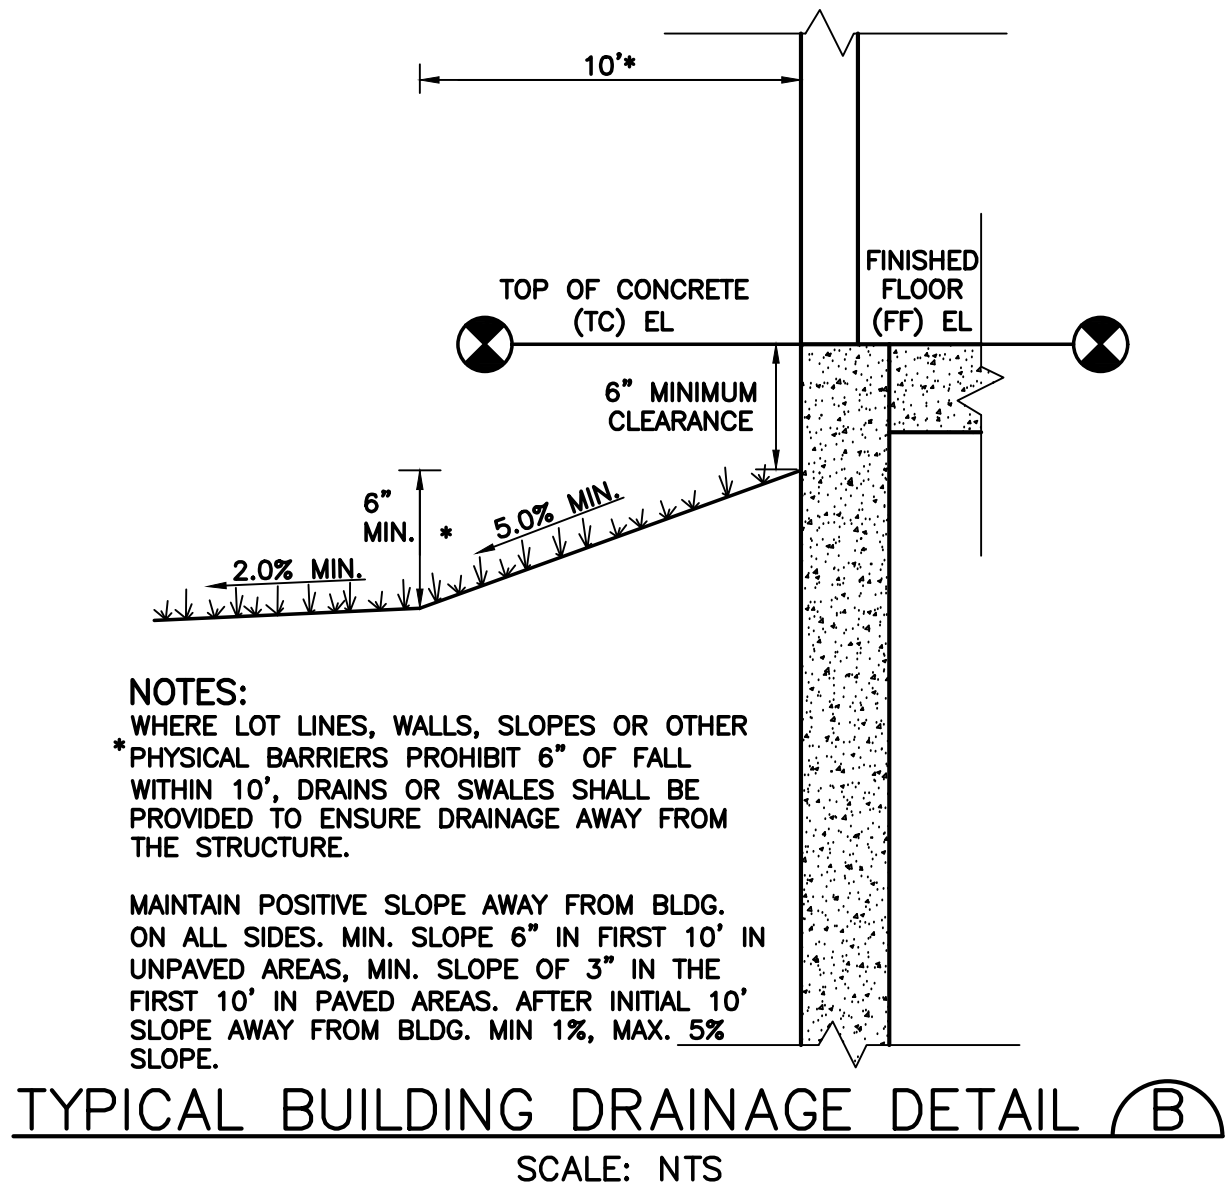 10'*
TOP OF CONCRETE
(TC) EL
FINISHED
FLOOR
(FF) EL
6" MINIMUM
CLEARANCE
6"
MIN. *
5.0% MIN.
2.0% MIN.
NOTES:
WHERE LOT LINES, WALLS, SLOPES OR OTHER
*PHYSICAL BARRIERS PROHIBIT 6" OF FALL
WITHIN 10', DRAINS OR SWALES SHALL BE
PROVIDED TO ENSURE DRAINAGE AWAY FROM
THE STRUCTURE.
MAINTAIN POSITIVE SLOPE AWAY FROM BLDG.
ON ALL SIDES. MIN. SLOPE 6" IN FIRST 10' IN
UNPAVED AREAS, MIN. SLOPE OF 3" IN THE
FIRST 10' IN PAVED AREAS. AFTER INITIAL 10'
SLOPE AWAY FROM BLDG. MIN 1%, MAX. 5%
SLOPE.
TYPICAL BUILDING DRAINAGE DETAIL B
SCALE: NTS